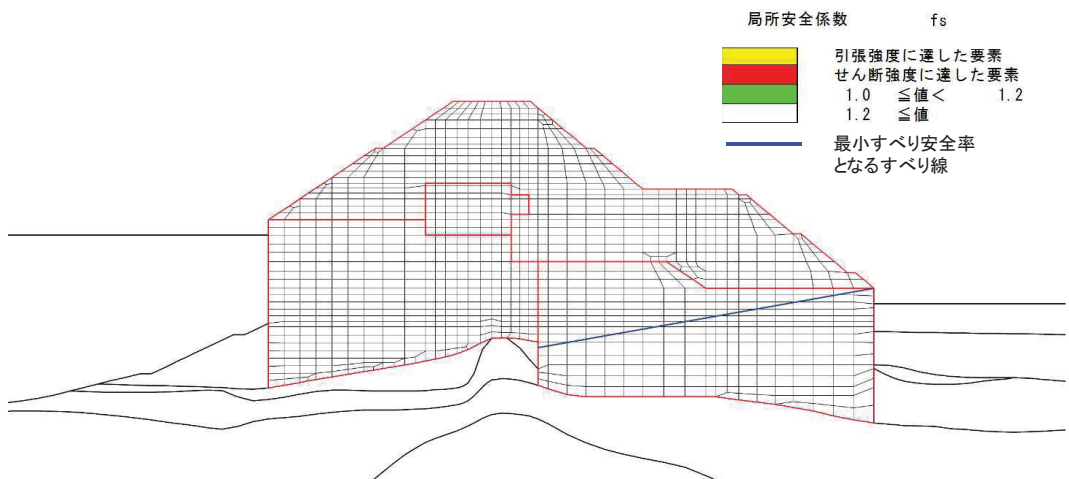 局所安全係数 fs
引張強度に達した要素
せん断強度に達した要素
1.0 ≦値< 1.2
1.2 ≦値
最小すべり安全率
となるすべり線